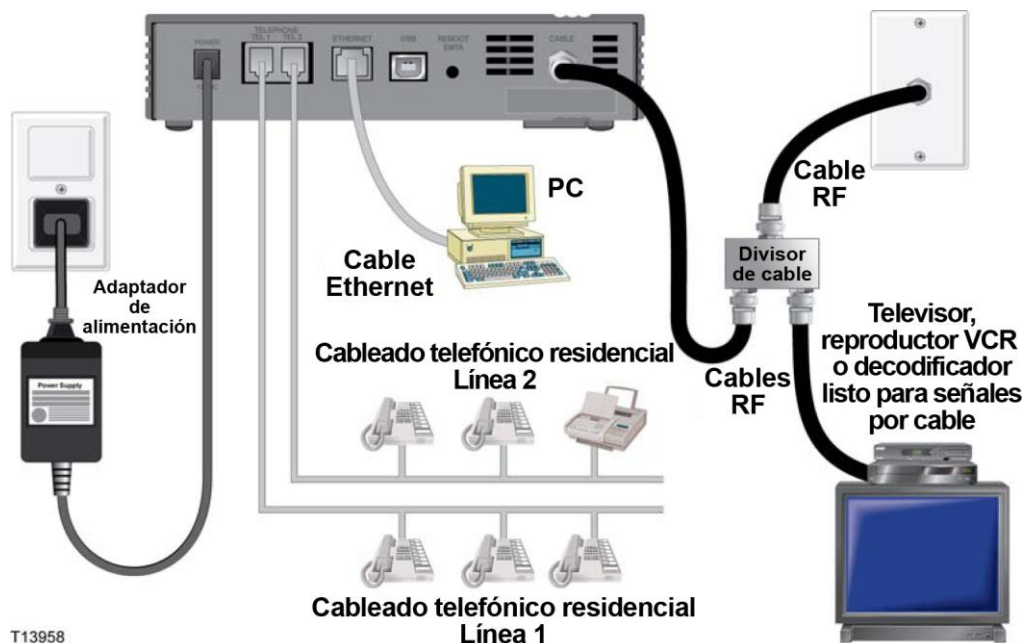 POWER
TELEPHONE
TEL 1 TEL 2
ETHERNET
USB
REBOOT
EMTA
CABLE
Cable
RF
PC
Cable
Ethernet
Divisor
de cable
Adaptador
de
alimentación
Power Supply
Televisor,
reproductor VCR
o decodificador
listo para señales
por cable
Cables
RF
Cableado telefónico residencial
Línea 2
Cableado telefónico residencial
Línea 1
T13958